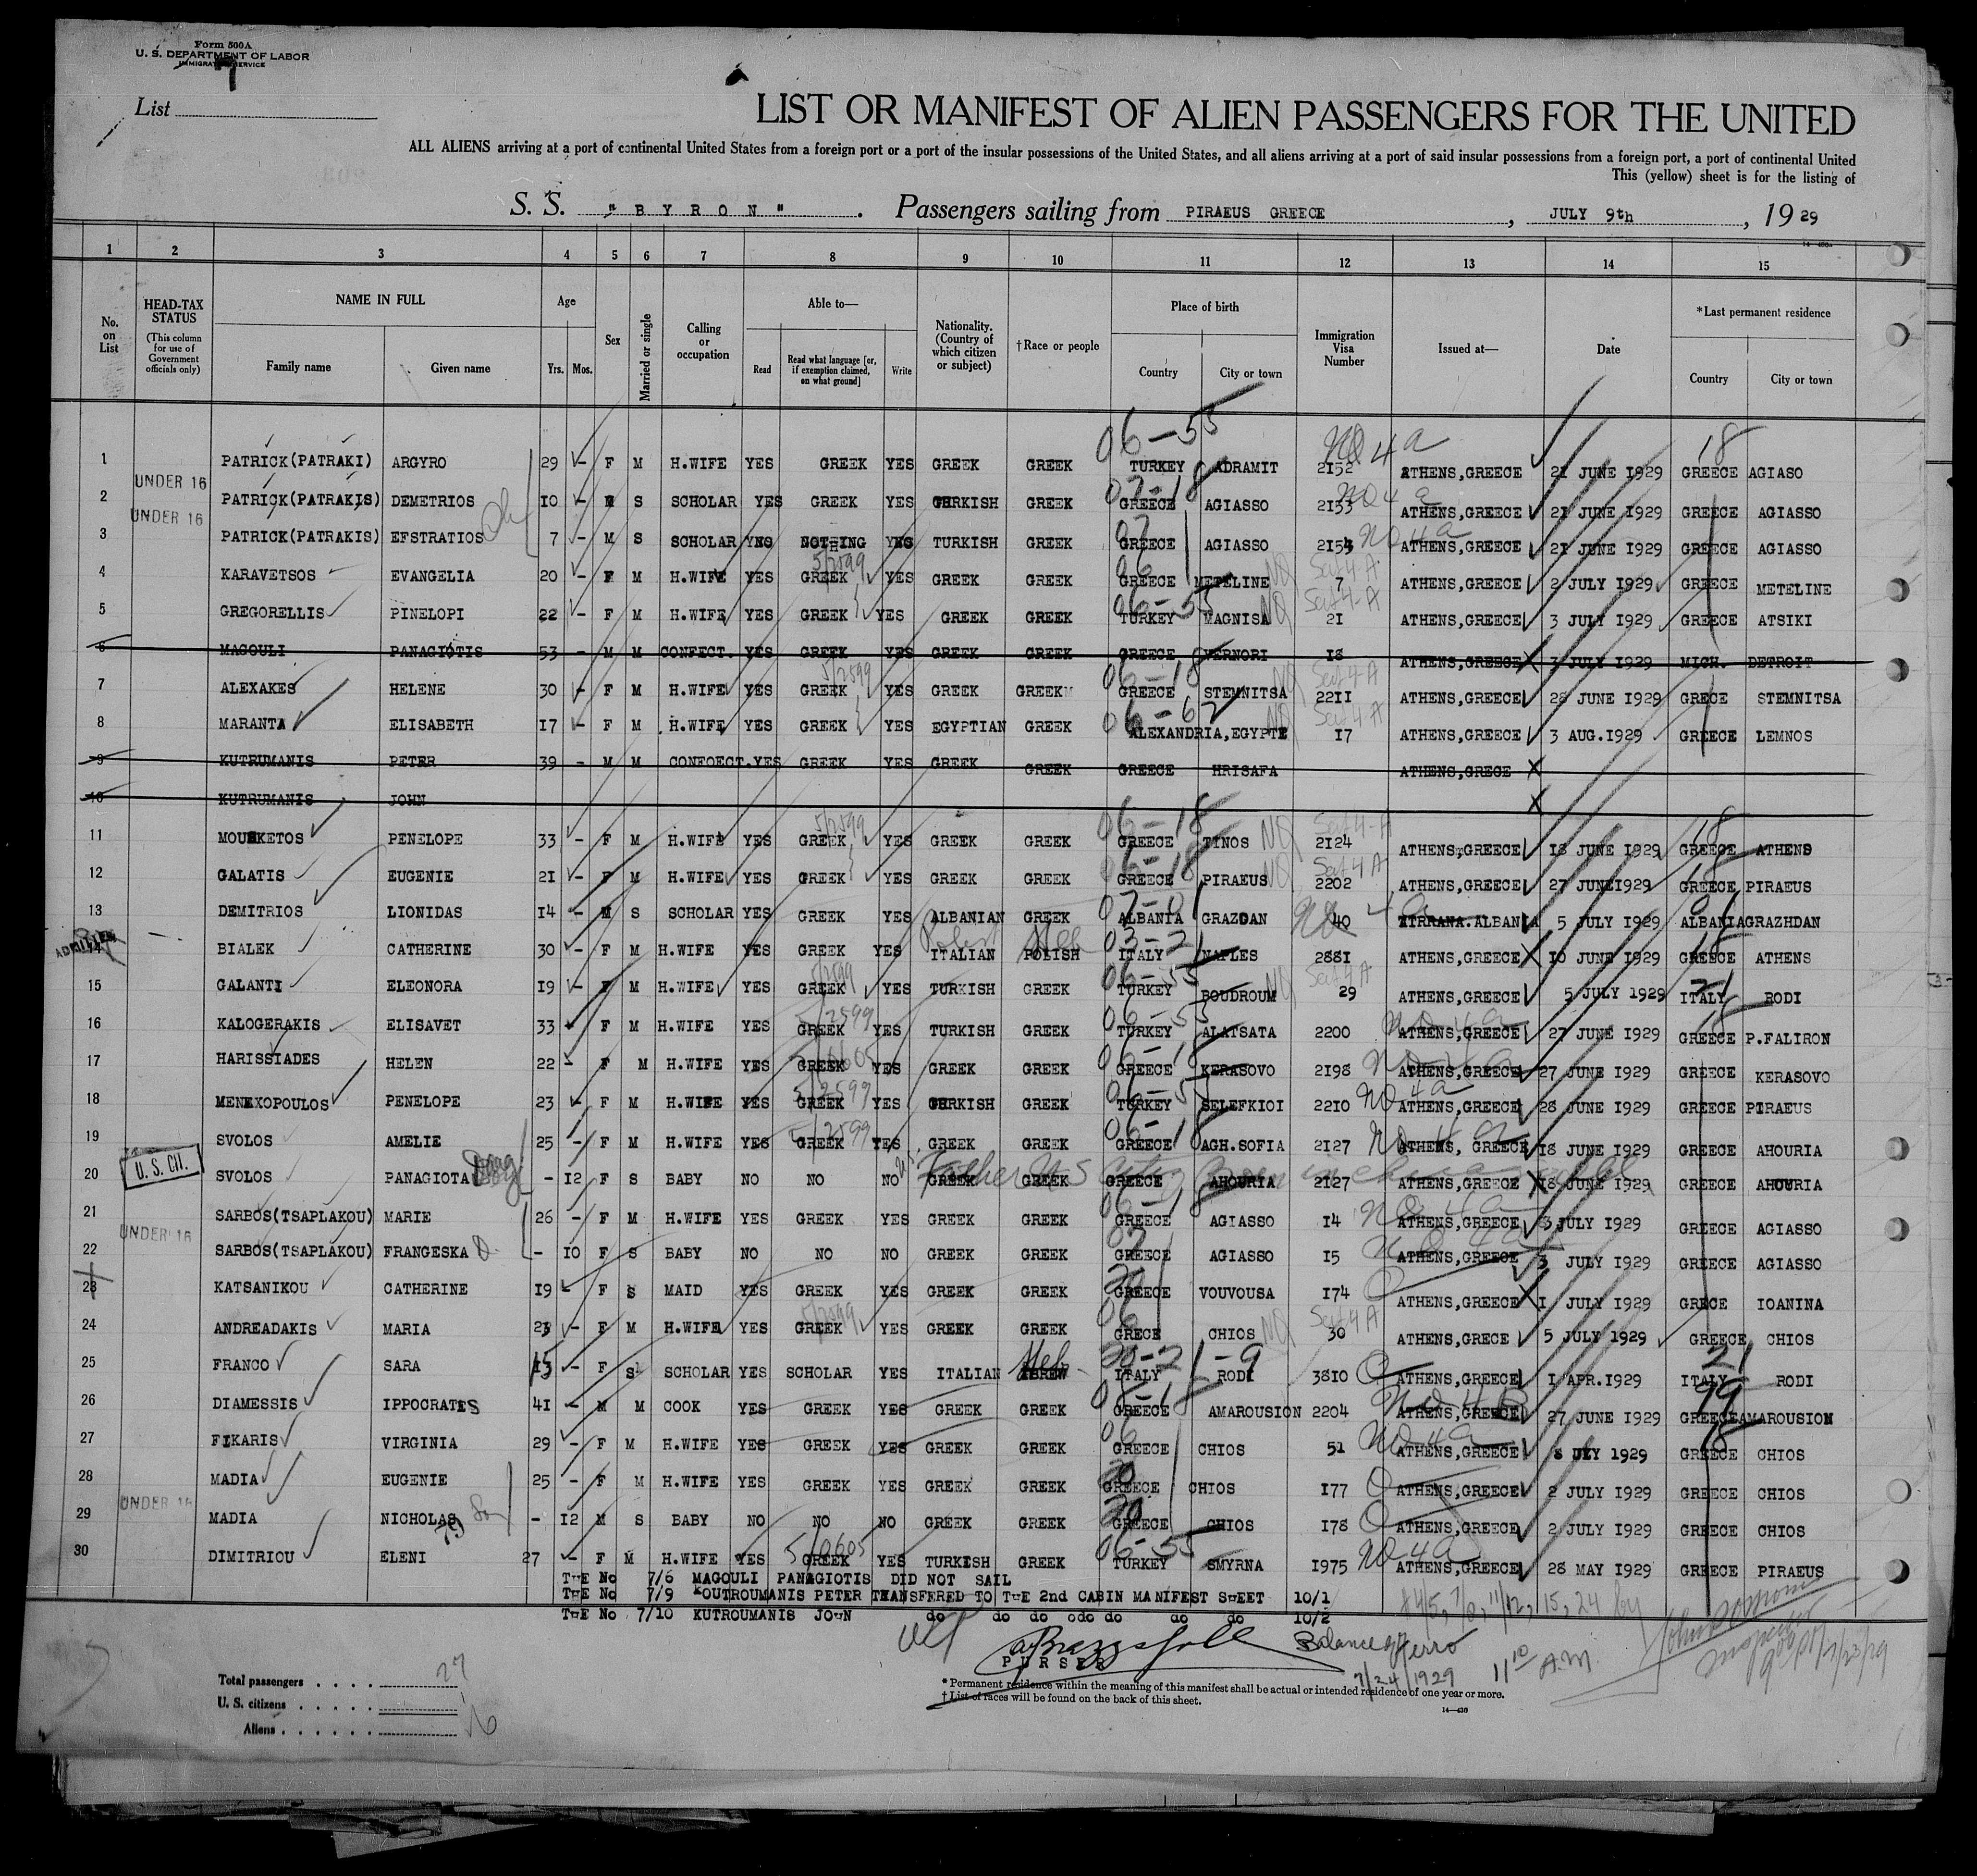 Form 500A
U. S. DEPARTMENT OF LABOR
IMMIGRATION SERVICE
7
List
LIST OR MANIFEST OF ALIEN PASSENGERS FOR THE UNITED
ALL ALIENS arriving at a port of continental United States from a foreign port or a port of the insular possessions of the United States, and all aliens arriving at a port of said insular possessions from a foreign port, a port of continental United
This (yellow) sheet is for the listing of
S. S. "BYRON". Passengers sailing from PIRAEUS GREECE, JULY 9th, 1929
1 2 3 4 5 6 7 8 9 10 11 12 13 14 15
No. on List
HEAD-TAX STATUS (This column for use of Government officials only)
NAME IN FULL Family name Given name
Age Yrs. Mos.
Sex
Married or single
Calling or occupation
Able to— Read Read what language [or, if exemption claimed, on what ground] Write
Nationality. (Country of which citizen or subject)
†Race or people
Place of birth Country City or town
Immigration Visa Number
Issued at—
Date
*Last permanent residence Country City or town
1 PATRICK(PATRAKI) ARGYRO 29 - F M H.WIFE YES GREEK YES GREEK GREEK TURKEY ADRAMIT 2152 ATHENS,GREECE 21 JUNE 1929 GREECE AGIASO
2 UNDER 16 PATRICK(PATRAKIS) DEMETRIOS 10 - M S SCHOLAR YES GREEK YES TURKISH GREEK GREECE AGIASSO 2153 ATHENS,GREECE 21 JUNE 1929 GREECE AGIASSO
3 UNDER 16 PATRICK(PATRAKIS) EFSTRATIOS 7 - M S SCHOLAR YES NOTHING YES TURKISH GREEK GREECE AGIASSO 2154 ATHENS,GREECE 21 JUNE 1929 GREECE AGIASSO
4 KARAVETSOS EVANGELIA 20 - F M H.WIFE YES GREEK YES GREEK GREEK GREECE METELINE 7 ATHENS,GREECE 2 JULY 1929 GREECE METELINE
5 GREGORELLIS PINELOPI 22 - F M H.WIFE YES GREEK YES GREEK GREEK TURKEY MAGNISA 21 ATHENS,GREECE 3 JULY 1929 GREECE ATSIKI
6 MAGOULI PANAGIOTIS 53 - M M CONFECT. YES GREEK YES GREEK GREEK GREECE VERNORI 18 ATHENS,GREECE 3 JULY 1929 MICH. DETROIT
7 ALEXAKES HELENE 30 - F M H.WIFE YES GREEK YES GREEK GREEK GREECE STEMNITSA 2211 ATHENS,GREECE 28 JUNE 1929 GRECE STEMNITSA
8 MARANTA ELISABETH 17 - F M H.WIFE YES GREEK YES EGYPTIAN GREEK ALEXANDRIA,EGYPTE 17 ATHENS,GREECE 3 AUG.1929 GREECE LEMNOS
9 KUTRUMANIS PETER 39 - M M CONFOECT.YES GREEK YES GREEK GREEK GREECE HRISAFA ATHENS,GRECE
10 KUTRUMANIS JOHN
11 MOUSKETOS PENELOPE 33 - F M H.WIFE YES GREEK YES GREEK GREEK GREECE TINOS 2124 ATHENS,GREECE 18 JUNE 1929 GREECE ATHENS
12 GALATIS EUGENIE 21 - F M H.WIFE YES GREEK YES GREEK GREEK GREECE PIRAEUS 2202 ATHENS,GREECE 27 JUNE1929 GREECE PIRAEUS
13 DEMITRIOS LIONIDAS 14 - M S SCHOLAR YES GREEK YES ALBANIAN GREEK ALBANIA GRAZDAN 40 TIRRANA.ALBANIA 5 JULY 1929 ALBANIA GRAZHDAN
ADMITTED BIALEK CATHERINE 30 - F M H.WIFE YES GREEK YES ITALIAN POLISH ITALY NAPLES 2881 ATHENS,GREECE 10 JUNE 1929 GREECE ATHENS
15 GALANTI ELEONORA 19 - F M H.WIFE YES GREEK YES TURKISH GREEK TURKEY BOUDROUM 29 ATHENS,GREECE 5 JULY 1929 ITALY RODI
16 KALOGERAKIS ELISAVET 33 F M H.WIFE YES GREEK YES TURKISH GREEK TURKEY ALATSATA 2200 ATHENS,GREECE 27 JUNE 1929 GREECE P.FALIRON
17 HARISSIADES HELEN 22 - F M H.WIFE YES GREEK YES GREEK GREEK GREECE KERASOVO 2198 ATHENS,GREECE 27 JUNE 1929 GREECE KERASOVO
18 MENEXOPOULOS PENELOPE 23 - F M H.WIFE YES GREEK YES TURKISH GREEK TURKEY SELEFKIOI 2210 ATHENS,GREECE 28 JUNE 1929 GREECE PIRAEUS
19 SVOLOS AMELIE 25 - F M H.WIFE YES GREEK YES GREEK GREEK GREECE AGH.SOFIA 2127 ATHENS, GREECE 18 JUNE 1929 GREECE AHOURIA
20 U. S. CIT. SVOLOS PANAGIOTA - 12 F S BABY NO NO NO GREEK GREEK GREECE AHOURIA 2127 ATHENS,GREECE 18 JUNE 1929 GREECE AHOURIA
21 SARBOS(TSAPLAKOU) MARIE 26 - F M H.WIFE YES GREEK YES GREEK GREEK GREECE AGIASSO 14 ATHENS,GREECE 3 JULY 1929 GREECE AGIASSO
22 UNDER 16 SARBOS(TSAPLAKOU) FRANGESKA - 10 F S BABY NO NO NO GREEK GREEK GREECE AGIASSO 15 ATHENS,GREECE 3 JULY 1929 GREECE AGIASSO
23 KATSANIKOU CATHERINE 19 F S MAID YES GREEK YES GREEK GREEK GREECE VOUVOUSA 174 ATHENS,GREECE 1 JULY 1929 GRECE IOANINA
24 ANDREADAKIS MARIA 23 - F M H.WIFE YES GREEK YES GREEK GREEK GRECE CHIOS 30 ATHENS,GRECE 5 JULY 1929 GREECE CHIOS
25 FRANCO SARA 15 - F S SCHOLAR YES SCHOLAR YES ITALIAN Heb ITALY RODI 3810 ATHENS,GREECE 1 APR.1929 ITALY RODI
26 DIAMESSIS IPPOCRATES 41 - M M COOK YES GREEK YES GREEK GREEK GREECE AMAROUSION 2204 ATHENS,GREECE 27 JUNE 1929 GREECE AMAROUSION
27 FIKARIS VIRGINIA 29 - F M H.WIFE YES GREEK YES GREEK GREEK GREECE CHIOS 51 ATHENS,GREECE 8 JLY 1929 GREECE CHIOS
28 MADIA EUGENIE 25 - F M H.WIFE YES GREEK YES GREEK GREEK GREECE CHIOS 177 ATHENS,GREECE 2 JULY 1929 GREECE CHIOS
29 UNDER 16 MADIA NICHOLAS - 12 M S BABY NO NO NO GREEK GREEK GREECE CHIOS 178 ATHENS,GREECE 2 JULY 1929 GREECE CHIOS
30 DIMITRIOU ELENI 27 - F M H.WIFE YES GREEK YES TURKISH GREEK TURKEY SMYRNA 1975 ATHENS,GREECE 28 MAY 1929 GREECE PIRAEUS
THE No 7/6 MAGOULI PANAGIOTIS DID NOT SAIL
THE No 7/9 KOUTROUMANIS PETER TRANSFERED TO THE 2nd CABIN MANIFEST SHEET 10/1
THE No 7/10 KUTROUMANIS JOHN do do do odo do do do 10/2
PURSER
7/24/1929 11 10 A.M.
Total passengers . . . . 27
U. S. citizens . . . . . 1
Aliens . . . . . . 26
*Permanent residence within the meaning of this manifest shall be actual or intended residence of one year or more.
†List of races will be found on the back of this sheet.
14—430